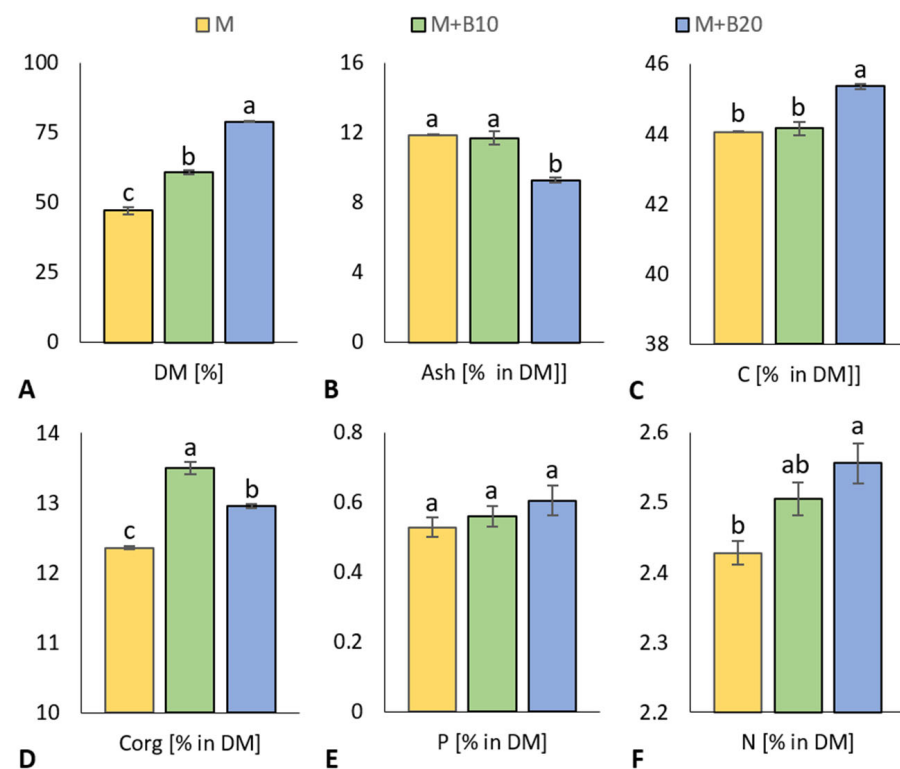 M M+B10 M+B20
100
75
50
25
0
c b a
DM [%]
A
16
12
8
4
0
a a b
Ash [% in DM]]
B
46
44
42
40
38
b b a
C [% in DM]]
C
14
13
12
11
10
c a b
Corg [% in DM]
D
0.8
0.6
0.4
0.2
0
a a a
P [% in DM]
E
2.6
2.5
2.4
2.3
2.2
b ab a
N [% in DM]
F